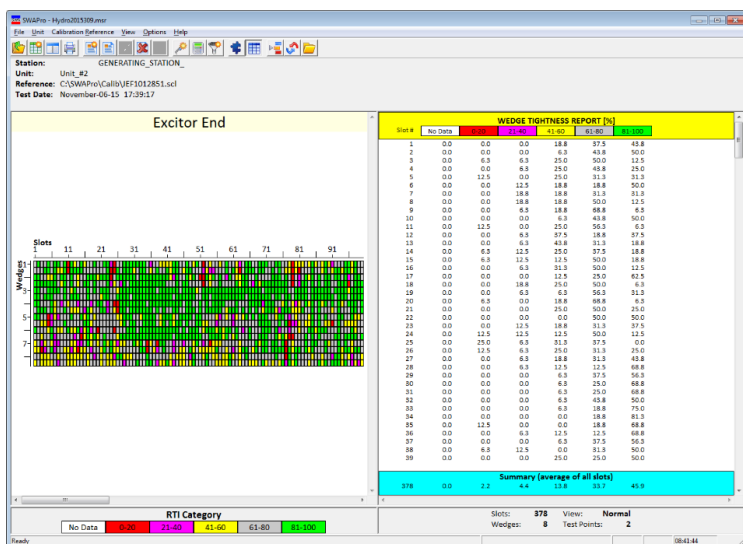 SWAPro - Hydro2015309.msr
File Unit Calibration Reference View Options Help
Station: GENERATING_STATION_
Unit: Unit_#2
Reference: C:\SWAPro\Callb\JEF1012851.scl
Test Date: November-06-15 17:39:17
Excitor End
Slots
1 11 21 31 41 51 61 71 81 91
Wedges
1
3
5
7
RTI Category
No Data 0-20 21-40 41-60 61-80 81-100
WEDGE TIGHTNESS REPORT [%]
Slot # No Data 0-20 21-40 41-60 61-80 81-100
1 0.0 0.0 0.0 18.8 37.5 43.8
2 0.0 0.0 0.0 6.3 43.8 50.0
3 0.0 6.3 6.3 25.0 50.0 12.5
4 0.0 0.0 6.3 25.0 43.8 25.0
5 0.0 12.5 0.0 25.0 31.3 31.3
6 0.0 0.0 12.5 18.8 18.8 50.0
7 0.0 0.0 18.8 18.8 31.3 31.3
8 0.0 0.0 18.8 18.8 50.0 12.5
9 0.0 0.0 6.3 18.8 68.8 6.3
10 0.0 0.0 0.0 6.3 43.8 50.0
11 0.0 12.5 0.0 25.0 56.3 6.3
12 0.0 0.0 6.3 37.5 18.8 37.5
13 0.0 0.0 6.3 43.8 31.3 18.8
14 0.0 6.3 12.5 25.0 37.5 18.8
15 0.0 6.3 12.5 12.5 50.0 18.8
16 0.0 0.0 6.3 31.3 50.0 12.5
17 0.0 0.0 0.0 12.5 25.0 62.5
18 0.0 0.0 18.8 25.0 50.0 6.3
19 0.0 0.0 6.3 6.3 56.3 31.3
20 0.0 6.3 0.0 18.8 68.8 6.3
21 0.0 0.0 0.0 25.0 50.0 25.0
22 0.0 0.0 0.0 0.0 50.0 50.0
23 0.0 0.0 12.5 18.8 31.3 37.5
24 0.0 12.5 12.5 12.5 50.0 12.5
25 0.0 25.0 6.3 31.3 37.5 0.0
26 0.0 12.5 6.3 25.0 31.3 25.0
27 0.0 0.0 6.3 18.8 31.3 43.8
28 0.0 0.0 6.3 12.5 12.5 68.8
29 0.0 0.0 0.0 6.3 37.5 56.3
30 0.0 0.0 0.0 6.3 25.0 68.8
31 0.0 0.0 0.0 6.3 25.0 68.8
32 0.0 0.0 0.0 6.3 43.8 50.0
33 0.0 0.0 0.0 6.3 18.8 75.0
34 0.0 0.0 0.0 0.0 18.8 81.3
35 0.0 12.5 0.0 0.0 18.8 68.8
36 0.0 0.0 6.3 12.5 12.5 68.8
37 0.0 0.0 0.0 6.3 37.5 56.3
38 0.0 6.3 12.5 0.0 31.3 50.0
39 0.0 0.0 0.0 25.0 25.0 50.0
Summary (average of all slots)
378 0.0 2.2 4.4 13.8 33.7 45.9
Slots: 378 View: Normal
Wedges: 8 Test Points: 2
Ready 08:41:44